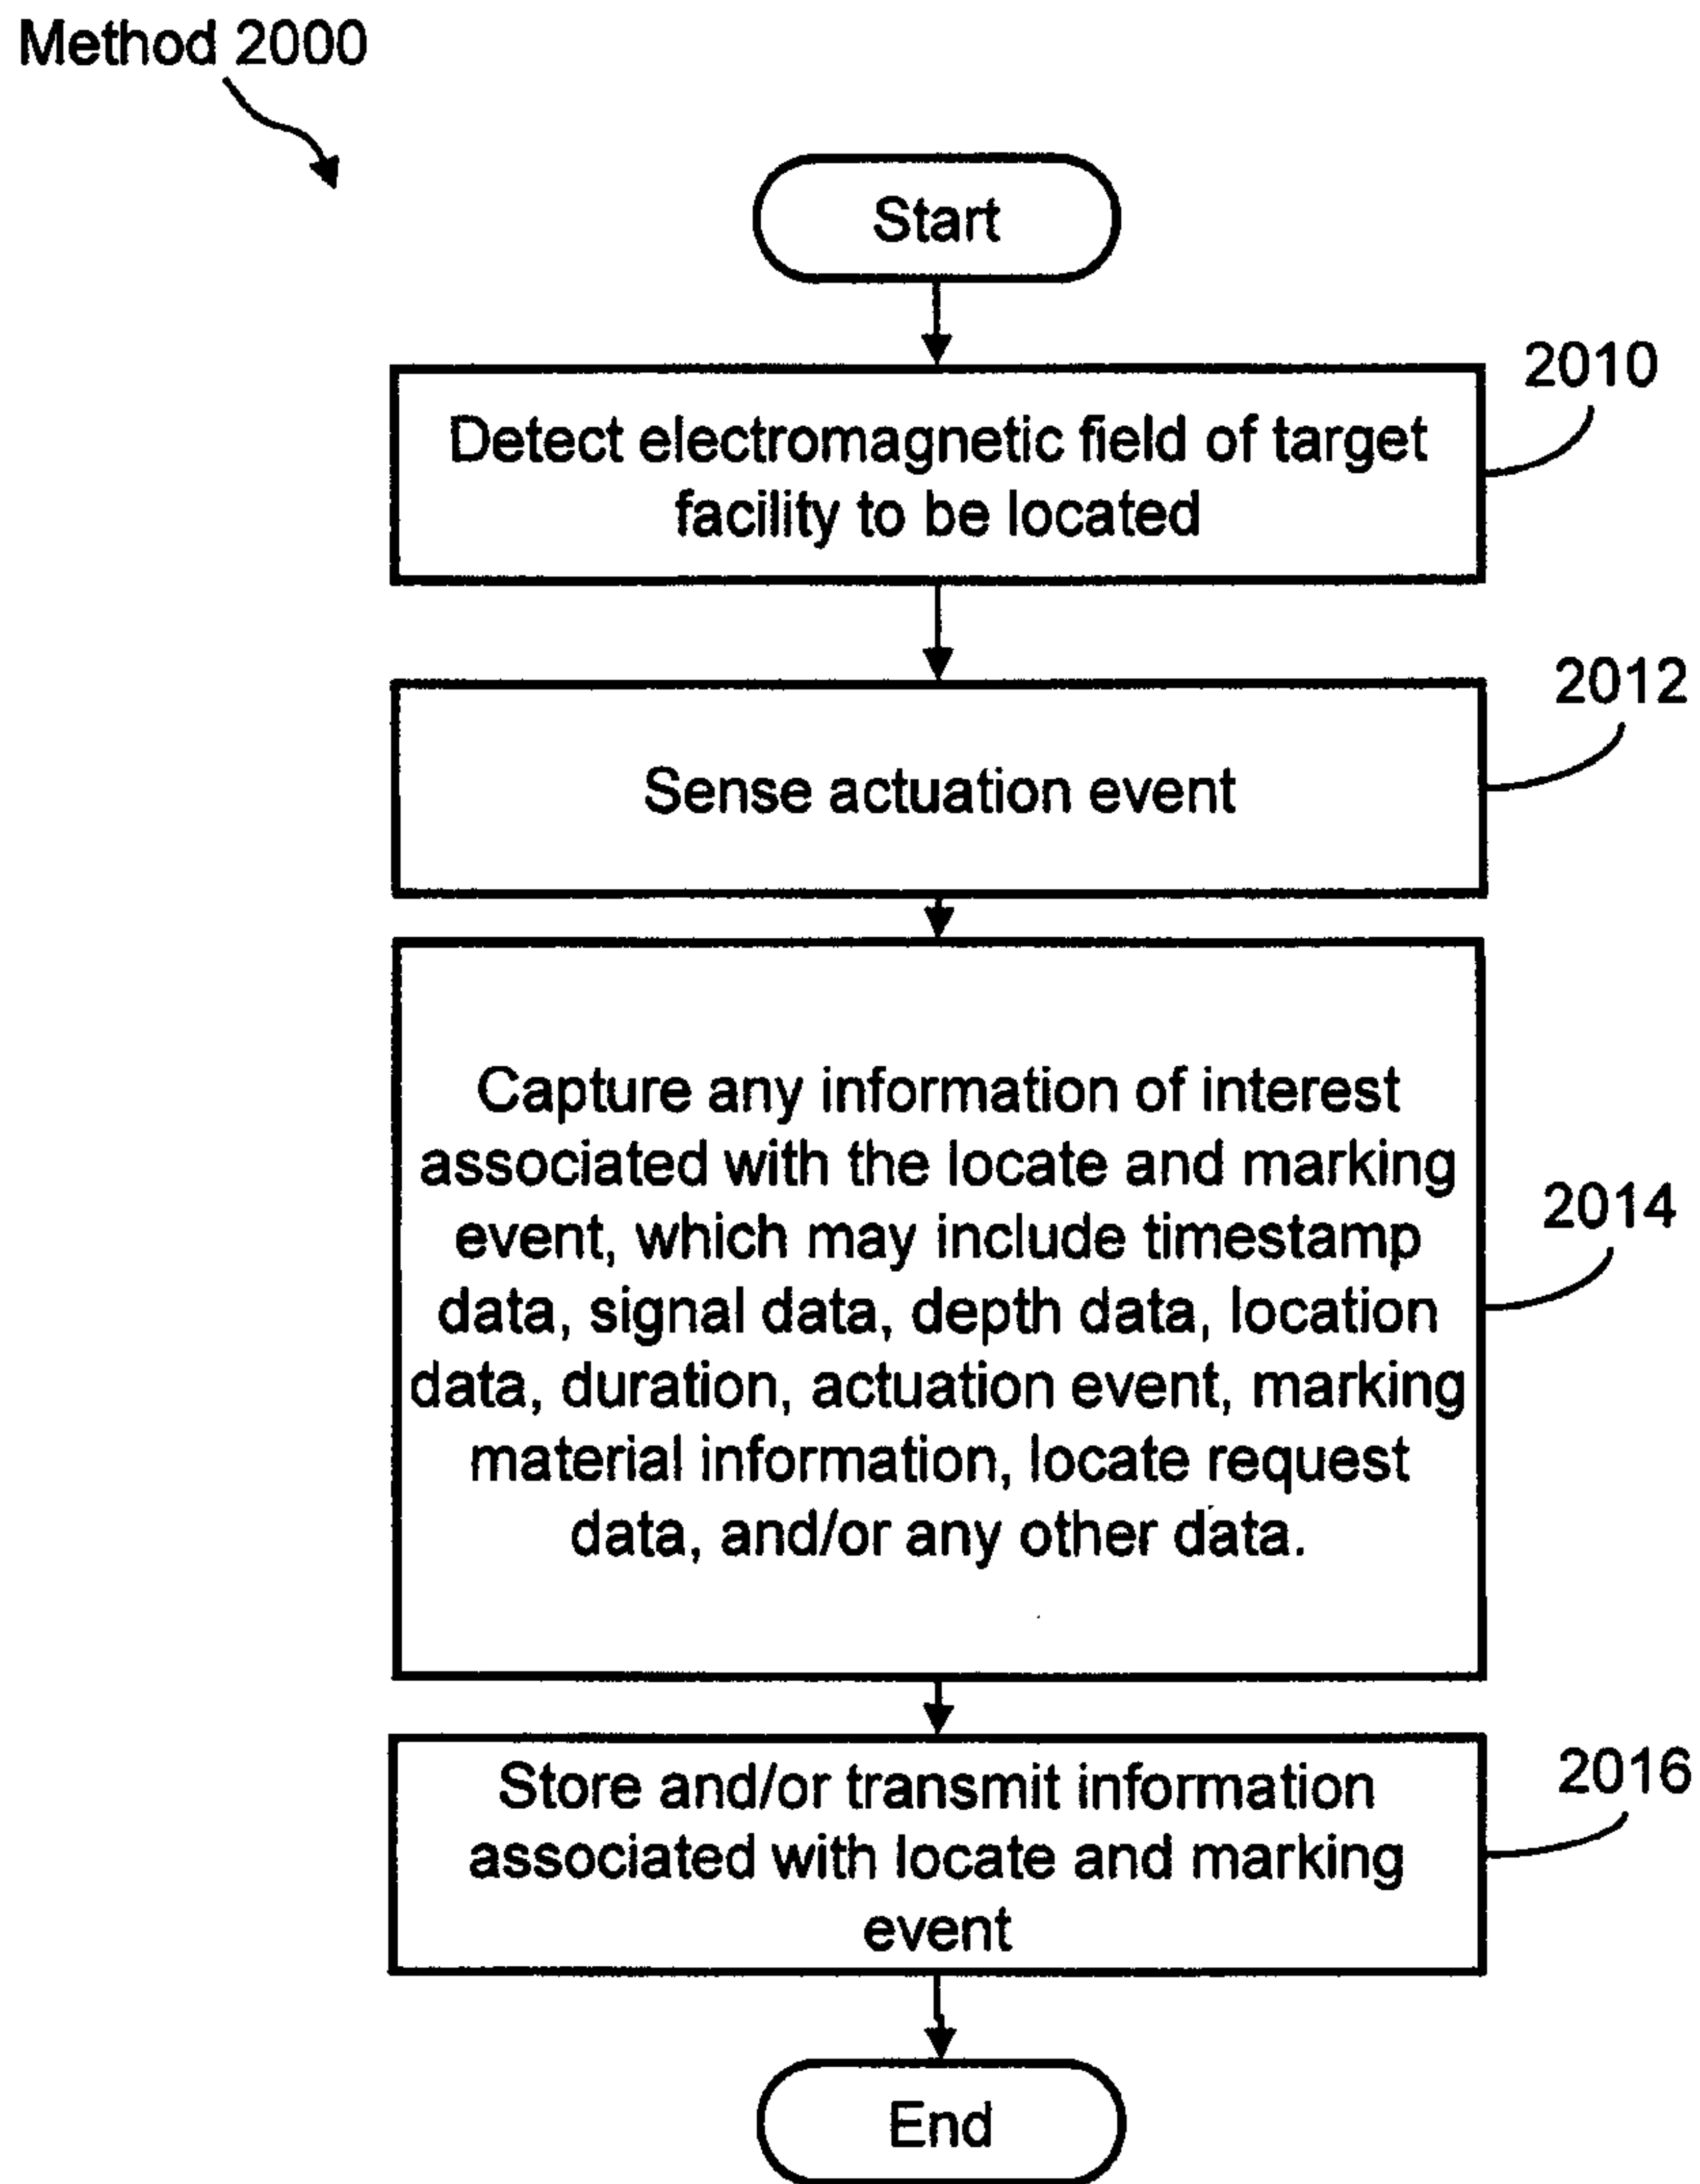 Method 2000
Start
2010
Detect electromagnetic field of target
facility to be located
2012
Sense actuation event
Capture any information of interest
associated with the locate and marking
event, which may include timestamp
2014
data, signal data, depth data, location
data, duration, actuation event, marking
material information, locate request
data, and/or any other data.
2016
Store and/or transmit information
associated with locate and marking
event
End